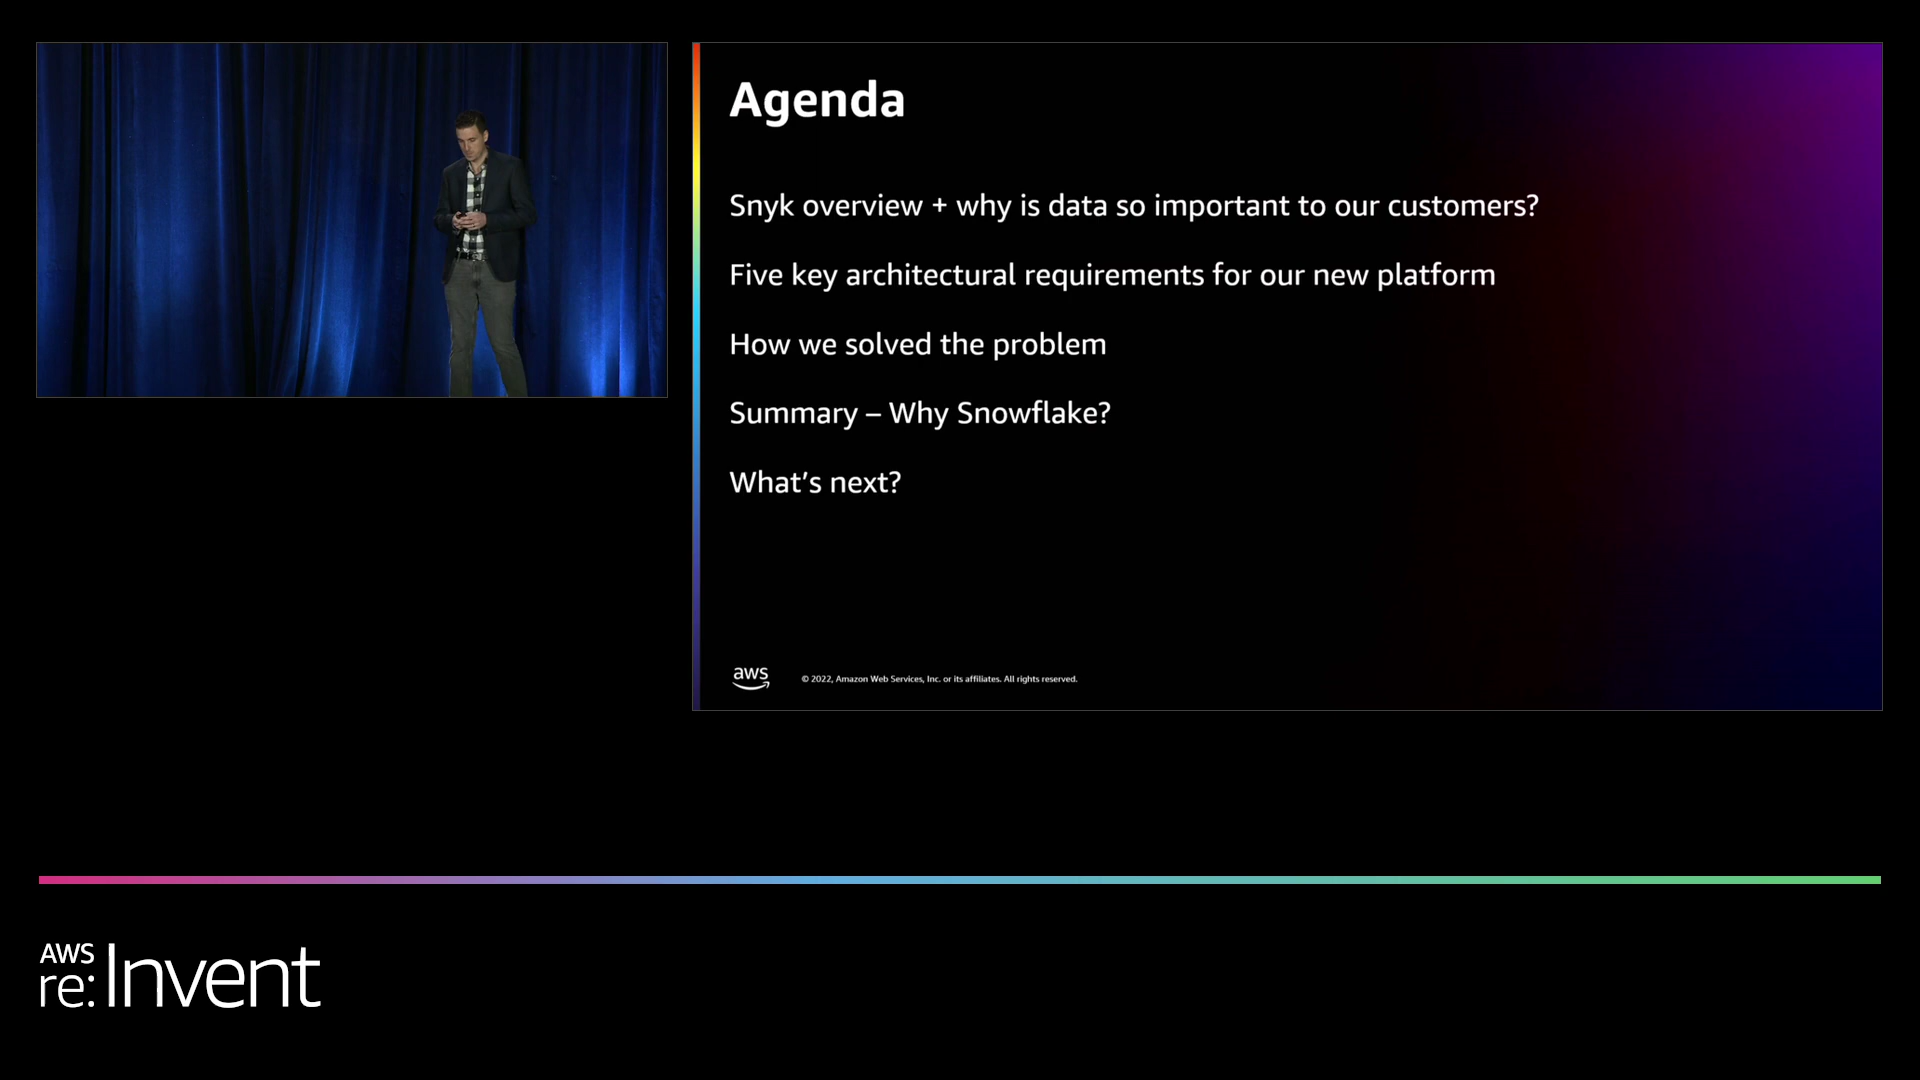 Agenda
Snyk overview + why is data so important to our customers?
Five key architectural requirements for our new platform
How we solved the problem
Summary – Why Snowflake?
What’s next?
aws
© 2022, Amazon Web Services, Inc. or its affiliates. All rights reserved.
AWS
re:Invent